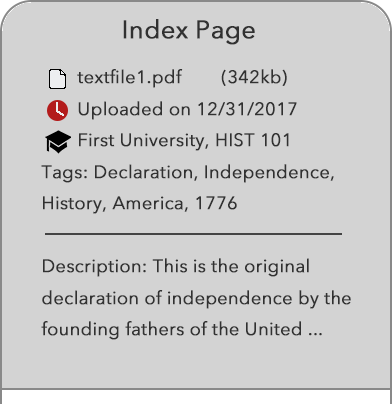 Index Page
textfile1.pdf (342kb)
Uploaded on 12/31/2017
First University, HIST 101
Tags: Declaration, Independence,
History, America, 1776
Description: This is the original
declaration of independence by the
founding fathers of the United ...